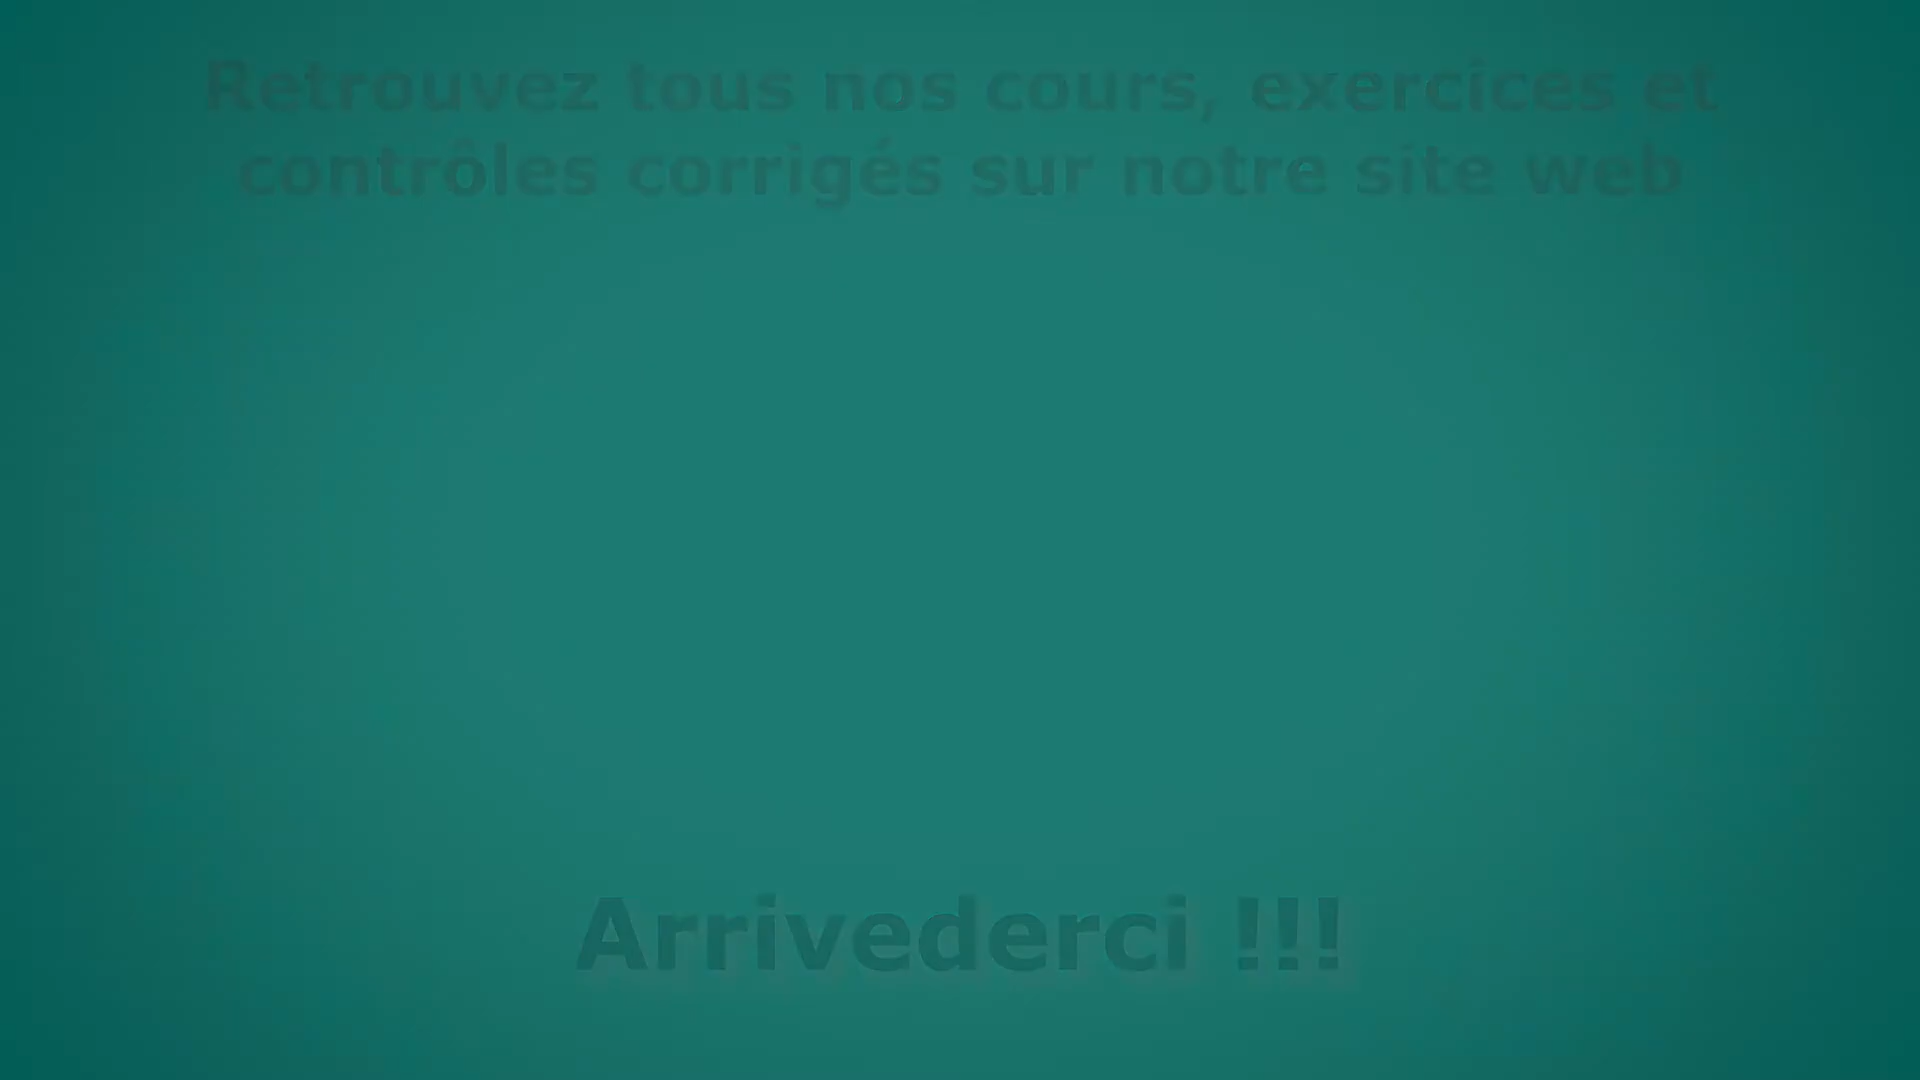 Retrouvez tous nos cours, exercices et
contrôles corrigés sur notre site web
Arrivederci !!!